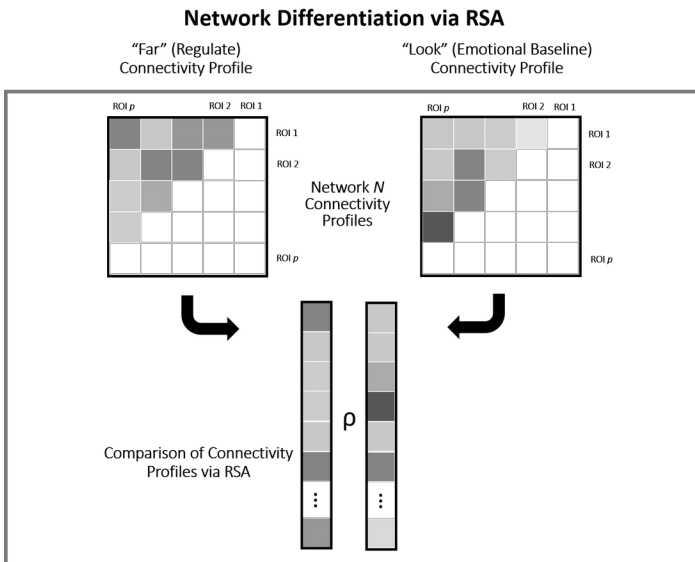 Network Differentiation via RSA
“Far” (Regulate)
Connectivity Profile
“Look” (Emotional Baseline)
Connectivity Profile
ROI p
ROI 2
ROI 1
ROI 1
ROI 2
ROI p
Network N
Connectivity
Profiles
ROI p
ROI 2
ROI 1
ROI 1
ROI 2
ROI p
ρ
Comparison of Connectivity
Profiles via RSA
⋮
⋮